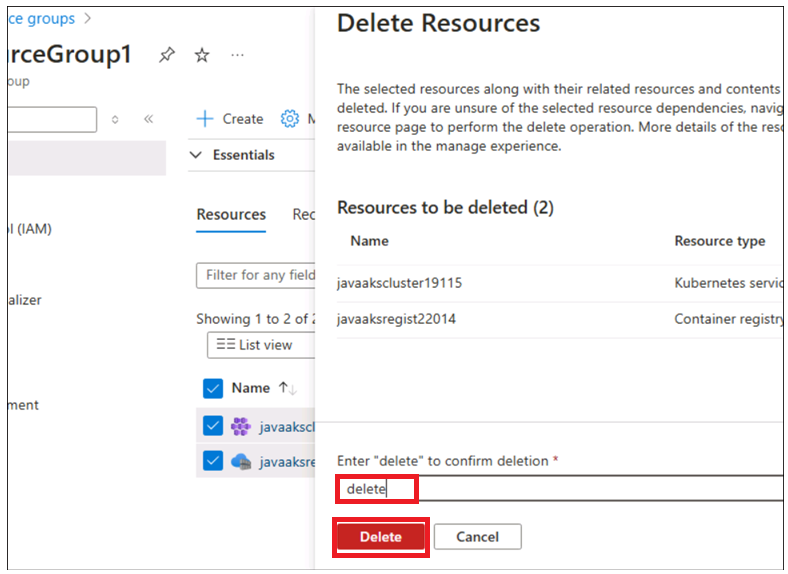 ce groups
urceGroup1
oup
Create
M
Essentials
Resources
Rec
l (IAM)
Filter for any field
alizer
Showing 1 to 2 of 2
List view
Name
ment
javaakscl
javaaksre
Delete Resources
The selected resources along with their related resources and contents
deleted. If you are unsure of the selected resource dependencies, navig
resource page to perform the delete operation. More details of the reso
available in the manage experience.
Resources to be deleted (2)
Name Resource type
javaakscluster19115 Kubernetes servic
javaaksregist22014 Container registry
Enter "delete" to confirm deletion *
delete
Delete Cancel